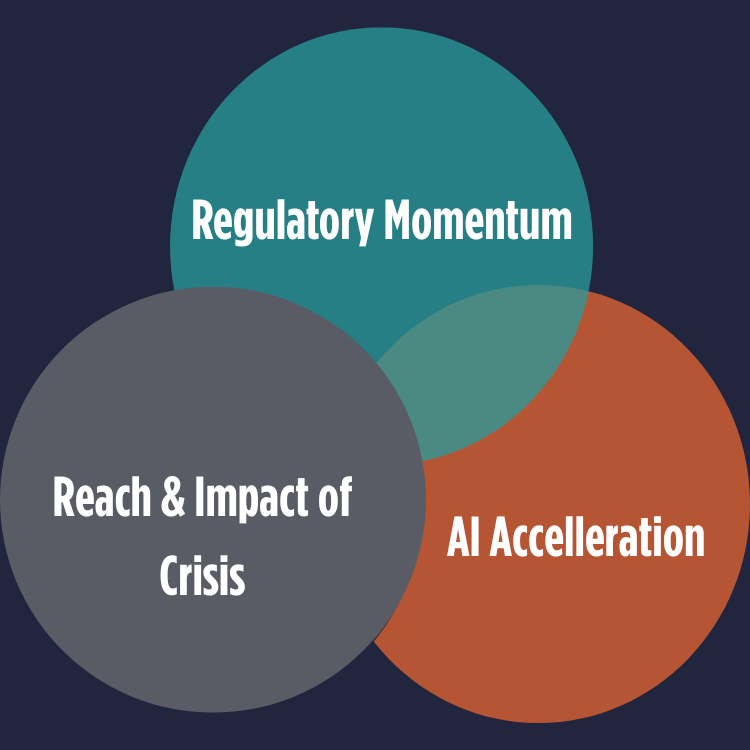 Regulatory Momentum
Reach & Impact of
Crisis
AI Accelleration